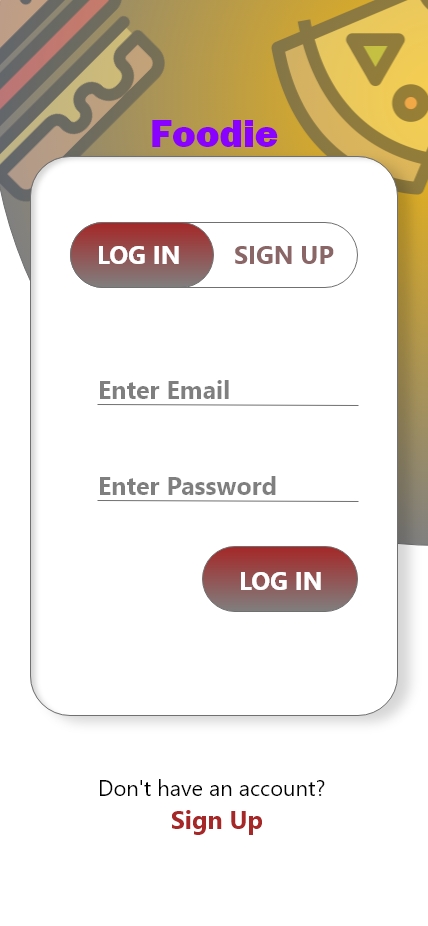 Foodie
LOG IN SIGN UP
Enter Email
Enter Password
LOG IN
Don't have an account?
Sign Up